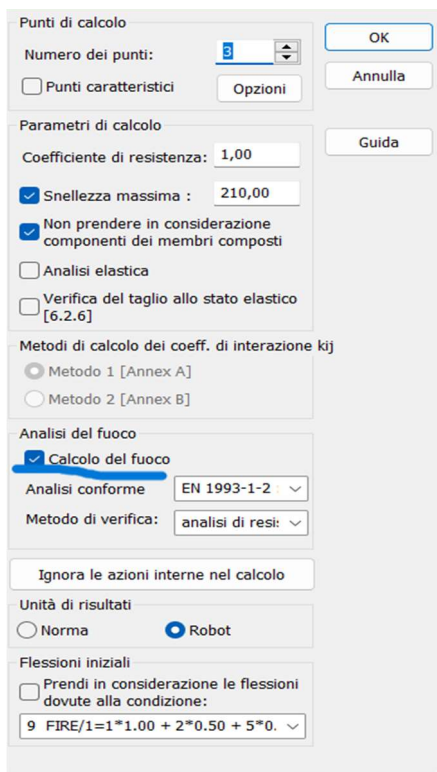 Punti di calcolo
Numero dei punti: 3
Punti caratteristici Opzioni
OK
Annulla
Guida
Parametri di calcolo
Coefficiente di resistenza: 1,00
Snellezza massima : 210,00
Non prendere in considerazione
componenti dei membri composti
Analisi elastica
Verifica del taglio allo stato elastico
[6.2.6]
Metodi di calcolo dei coeff. di interazione kij
Metodo 1 [Annex A]
Metodo 2 [Annex B]
Analisi del fuoco
Calcolo del fuoco
Analisi conforme EN 1993-1-2 :
Metodo di verifica: analisi di resi:
Ignora le azioni interne nel calcolo
Unità di risultati
Norma Robot
Flessioni iniziali
Prendi in considerazione le flessioni
dovute alla condizione:
9 FIRE/1=1*1.00 + 2*0.50 + 5*0.